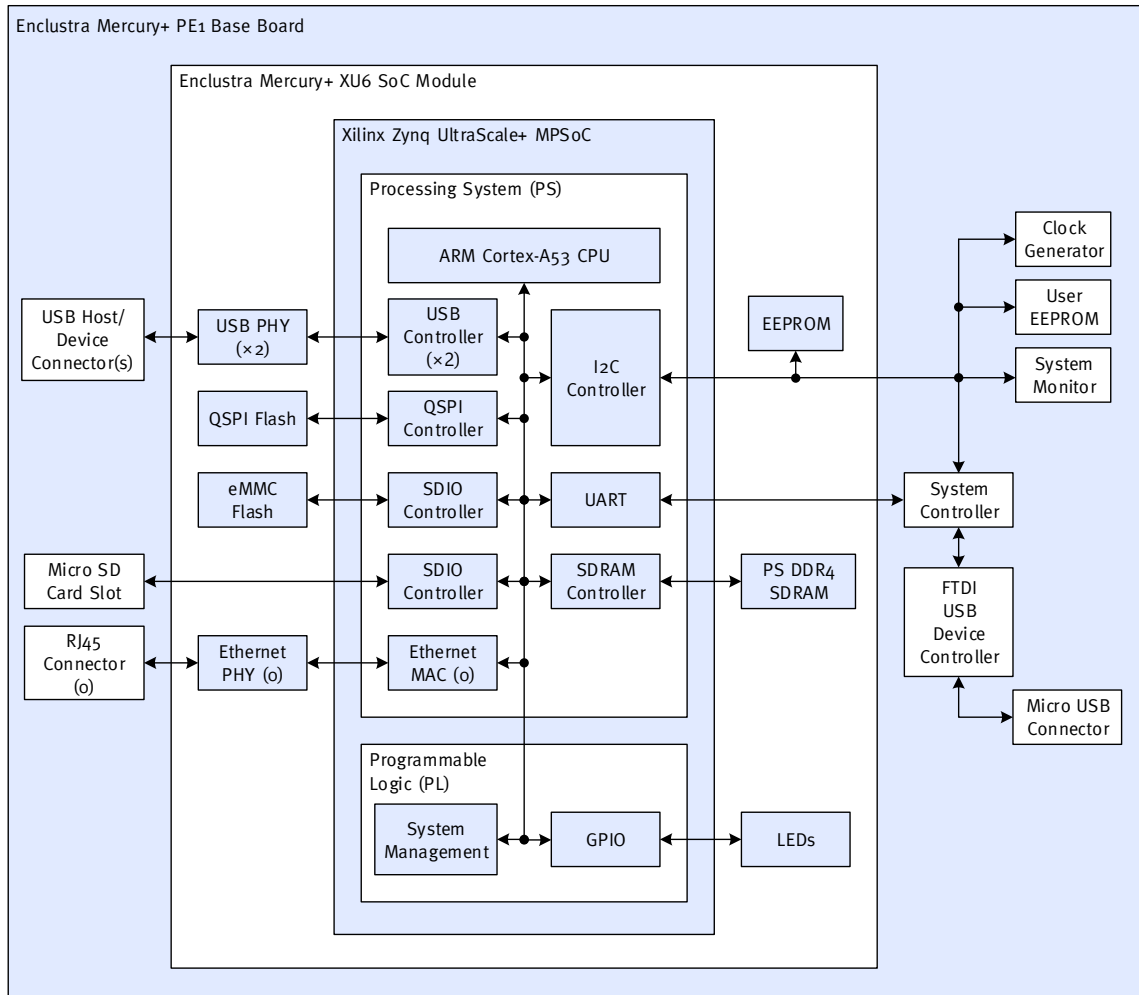 Enclustra Mercury+ PE1 Base Board
Enclustra Mercury+ XU6 SoC Module
Xilinx Zynq UltraScale+ MPSoC
Processing System (PS)
ARM Cortex-A53 CPU
USB Host/
Device
Connector(s)
USB PHY
(×2)
USB
Controller
(×2)
I2C
Controller
EEPROM
Clock
Generator
User
EEPROM
System
Monitor
QSPI Flash
QSPI
Controller
eMMC
Flash
SDIO
Controller
UART
System
Controller
Micro SD
Card Slot
SDIO
Controller
SDRAM
Controller
PS DDR4
SDRAM
FTDI
USB
Device
Controller
RJ45
Connector
(0)
Ethernet
PHY (0)
Ethernet
MAC (0)
Micro USB
Connector
Programmable
Logic (PL)
System
Management
GPIO
LEDs